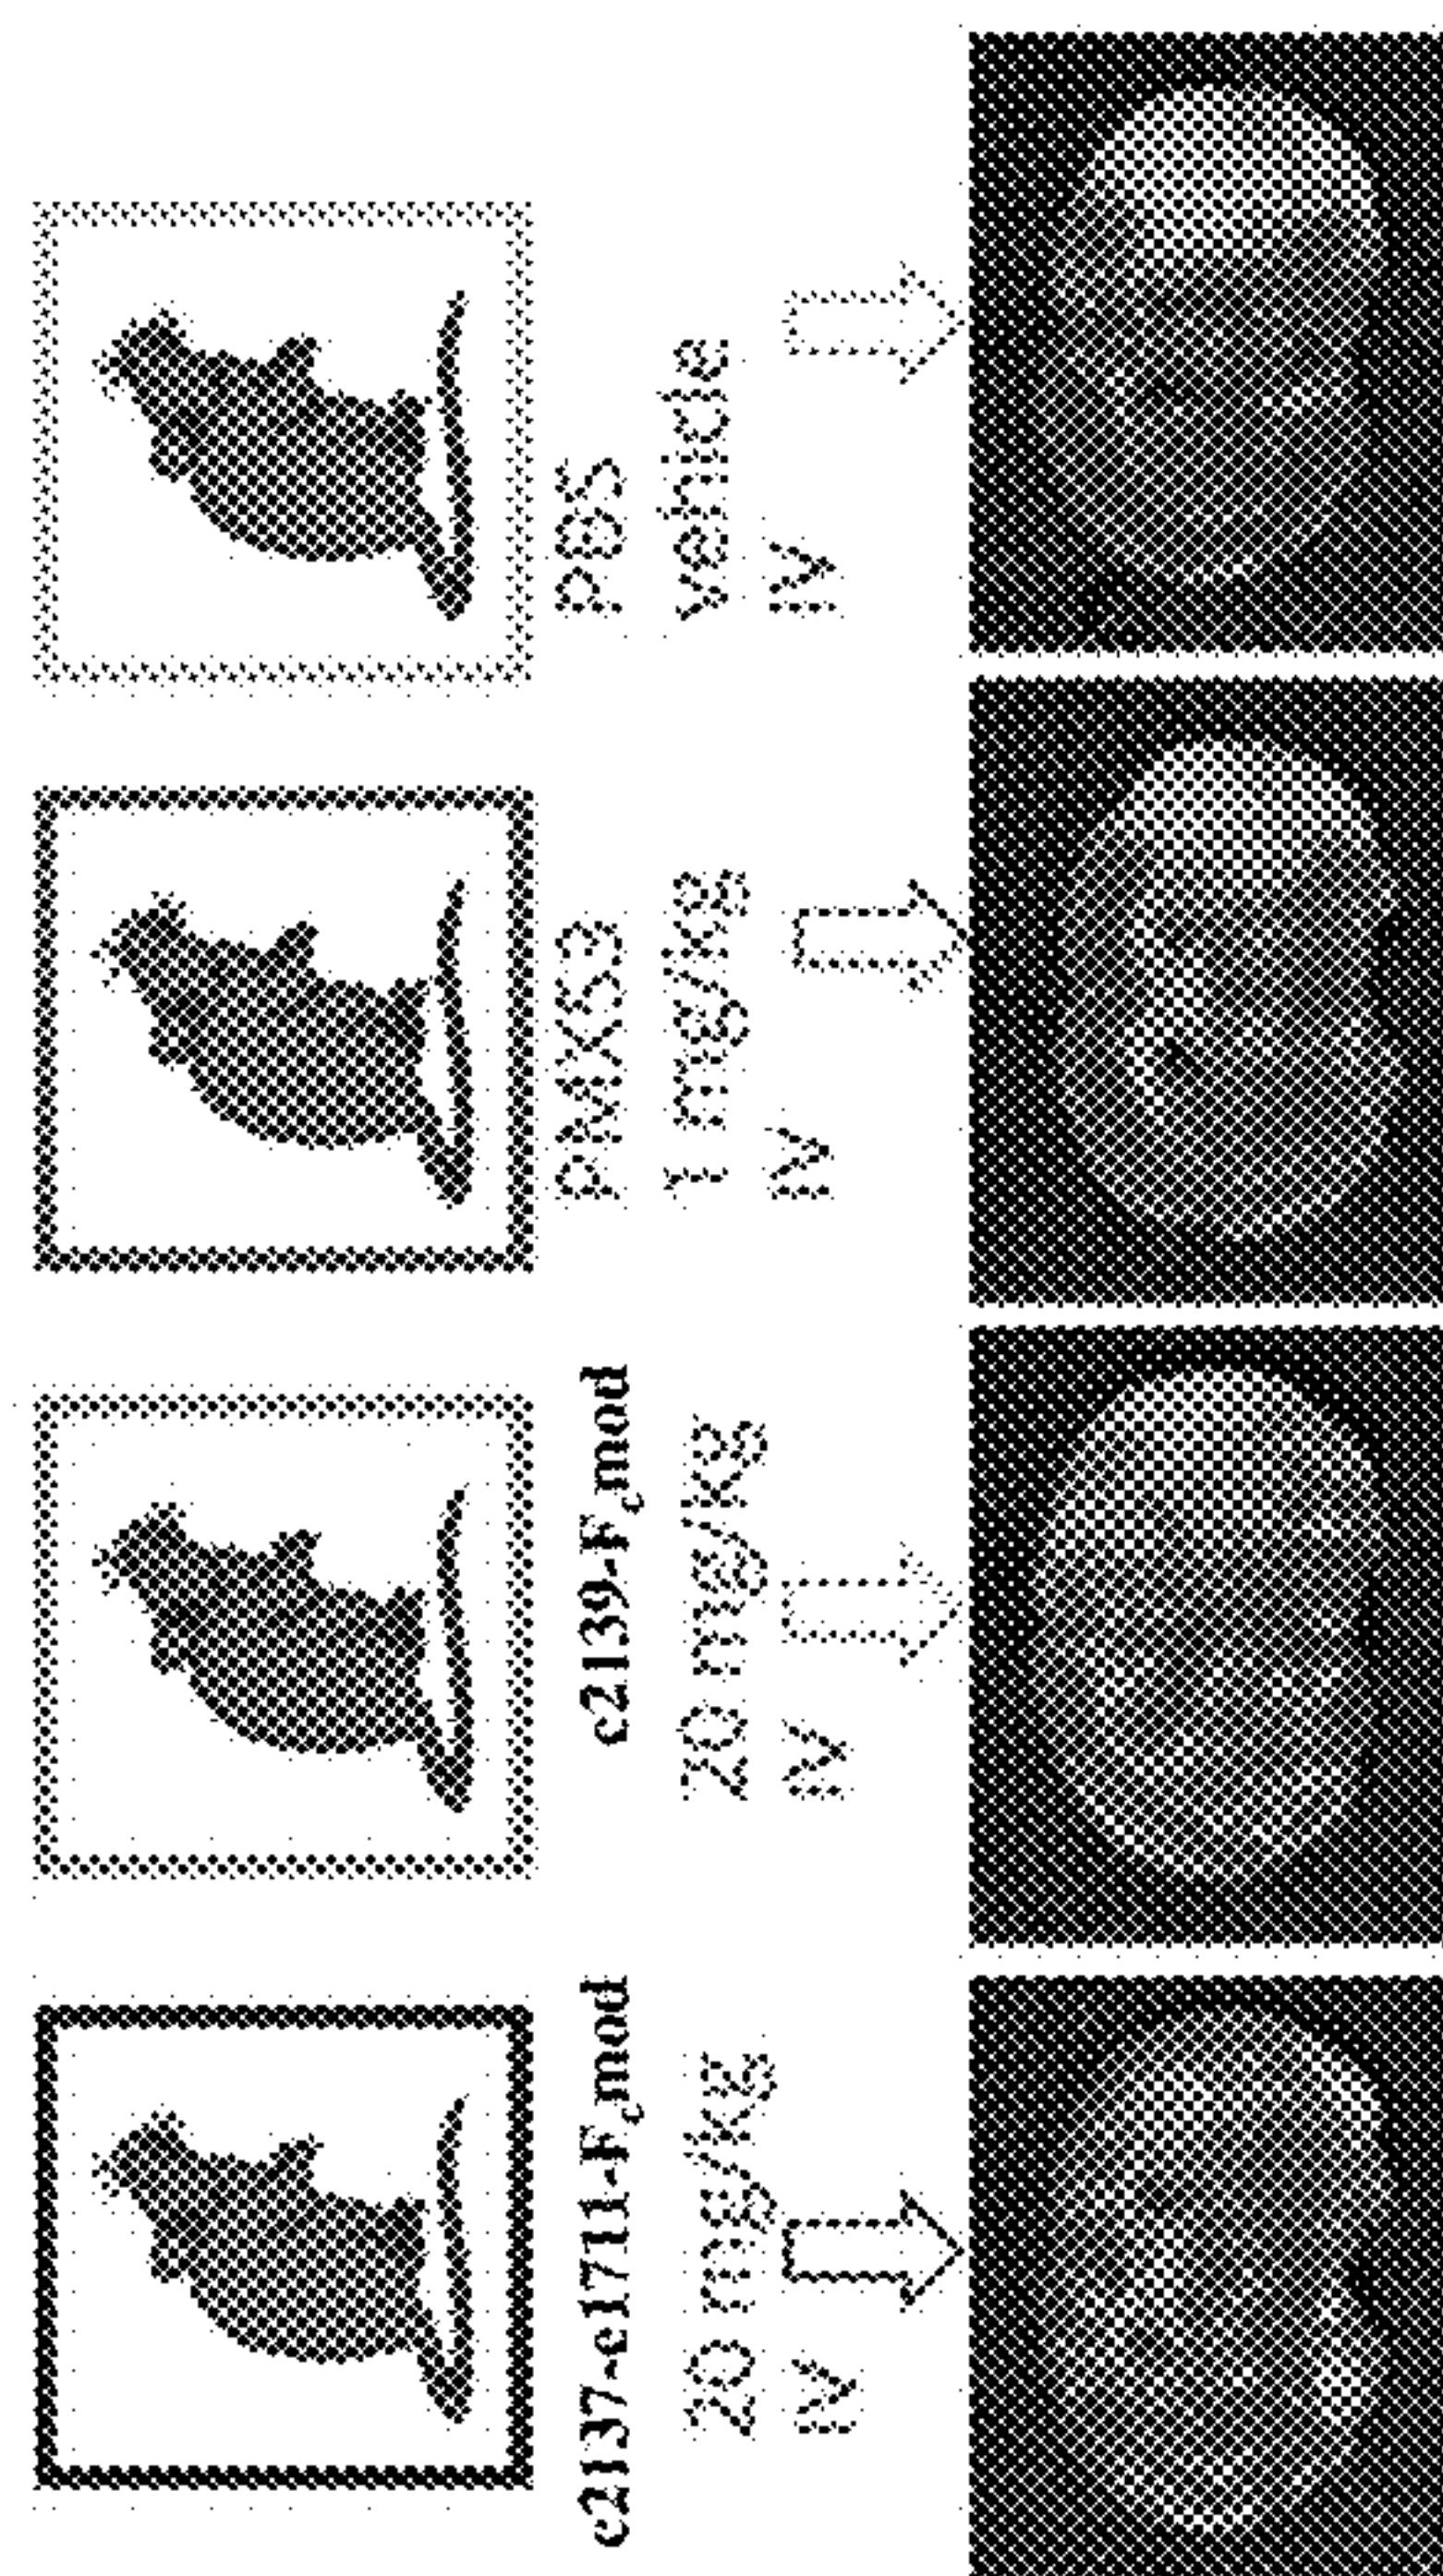 c2137-e1711-Fcmod
20 mg/kg
IV
c2139-Fcmod
20 mg/kg
IV
PMX53
1 mg/kg
IV
PBS
vehicle
IV